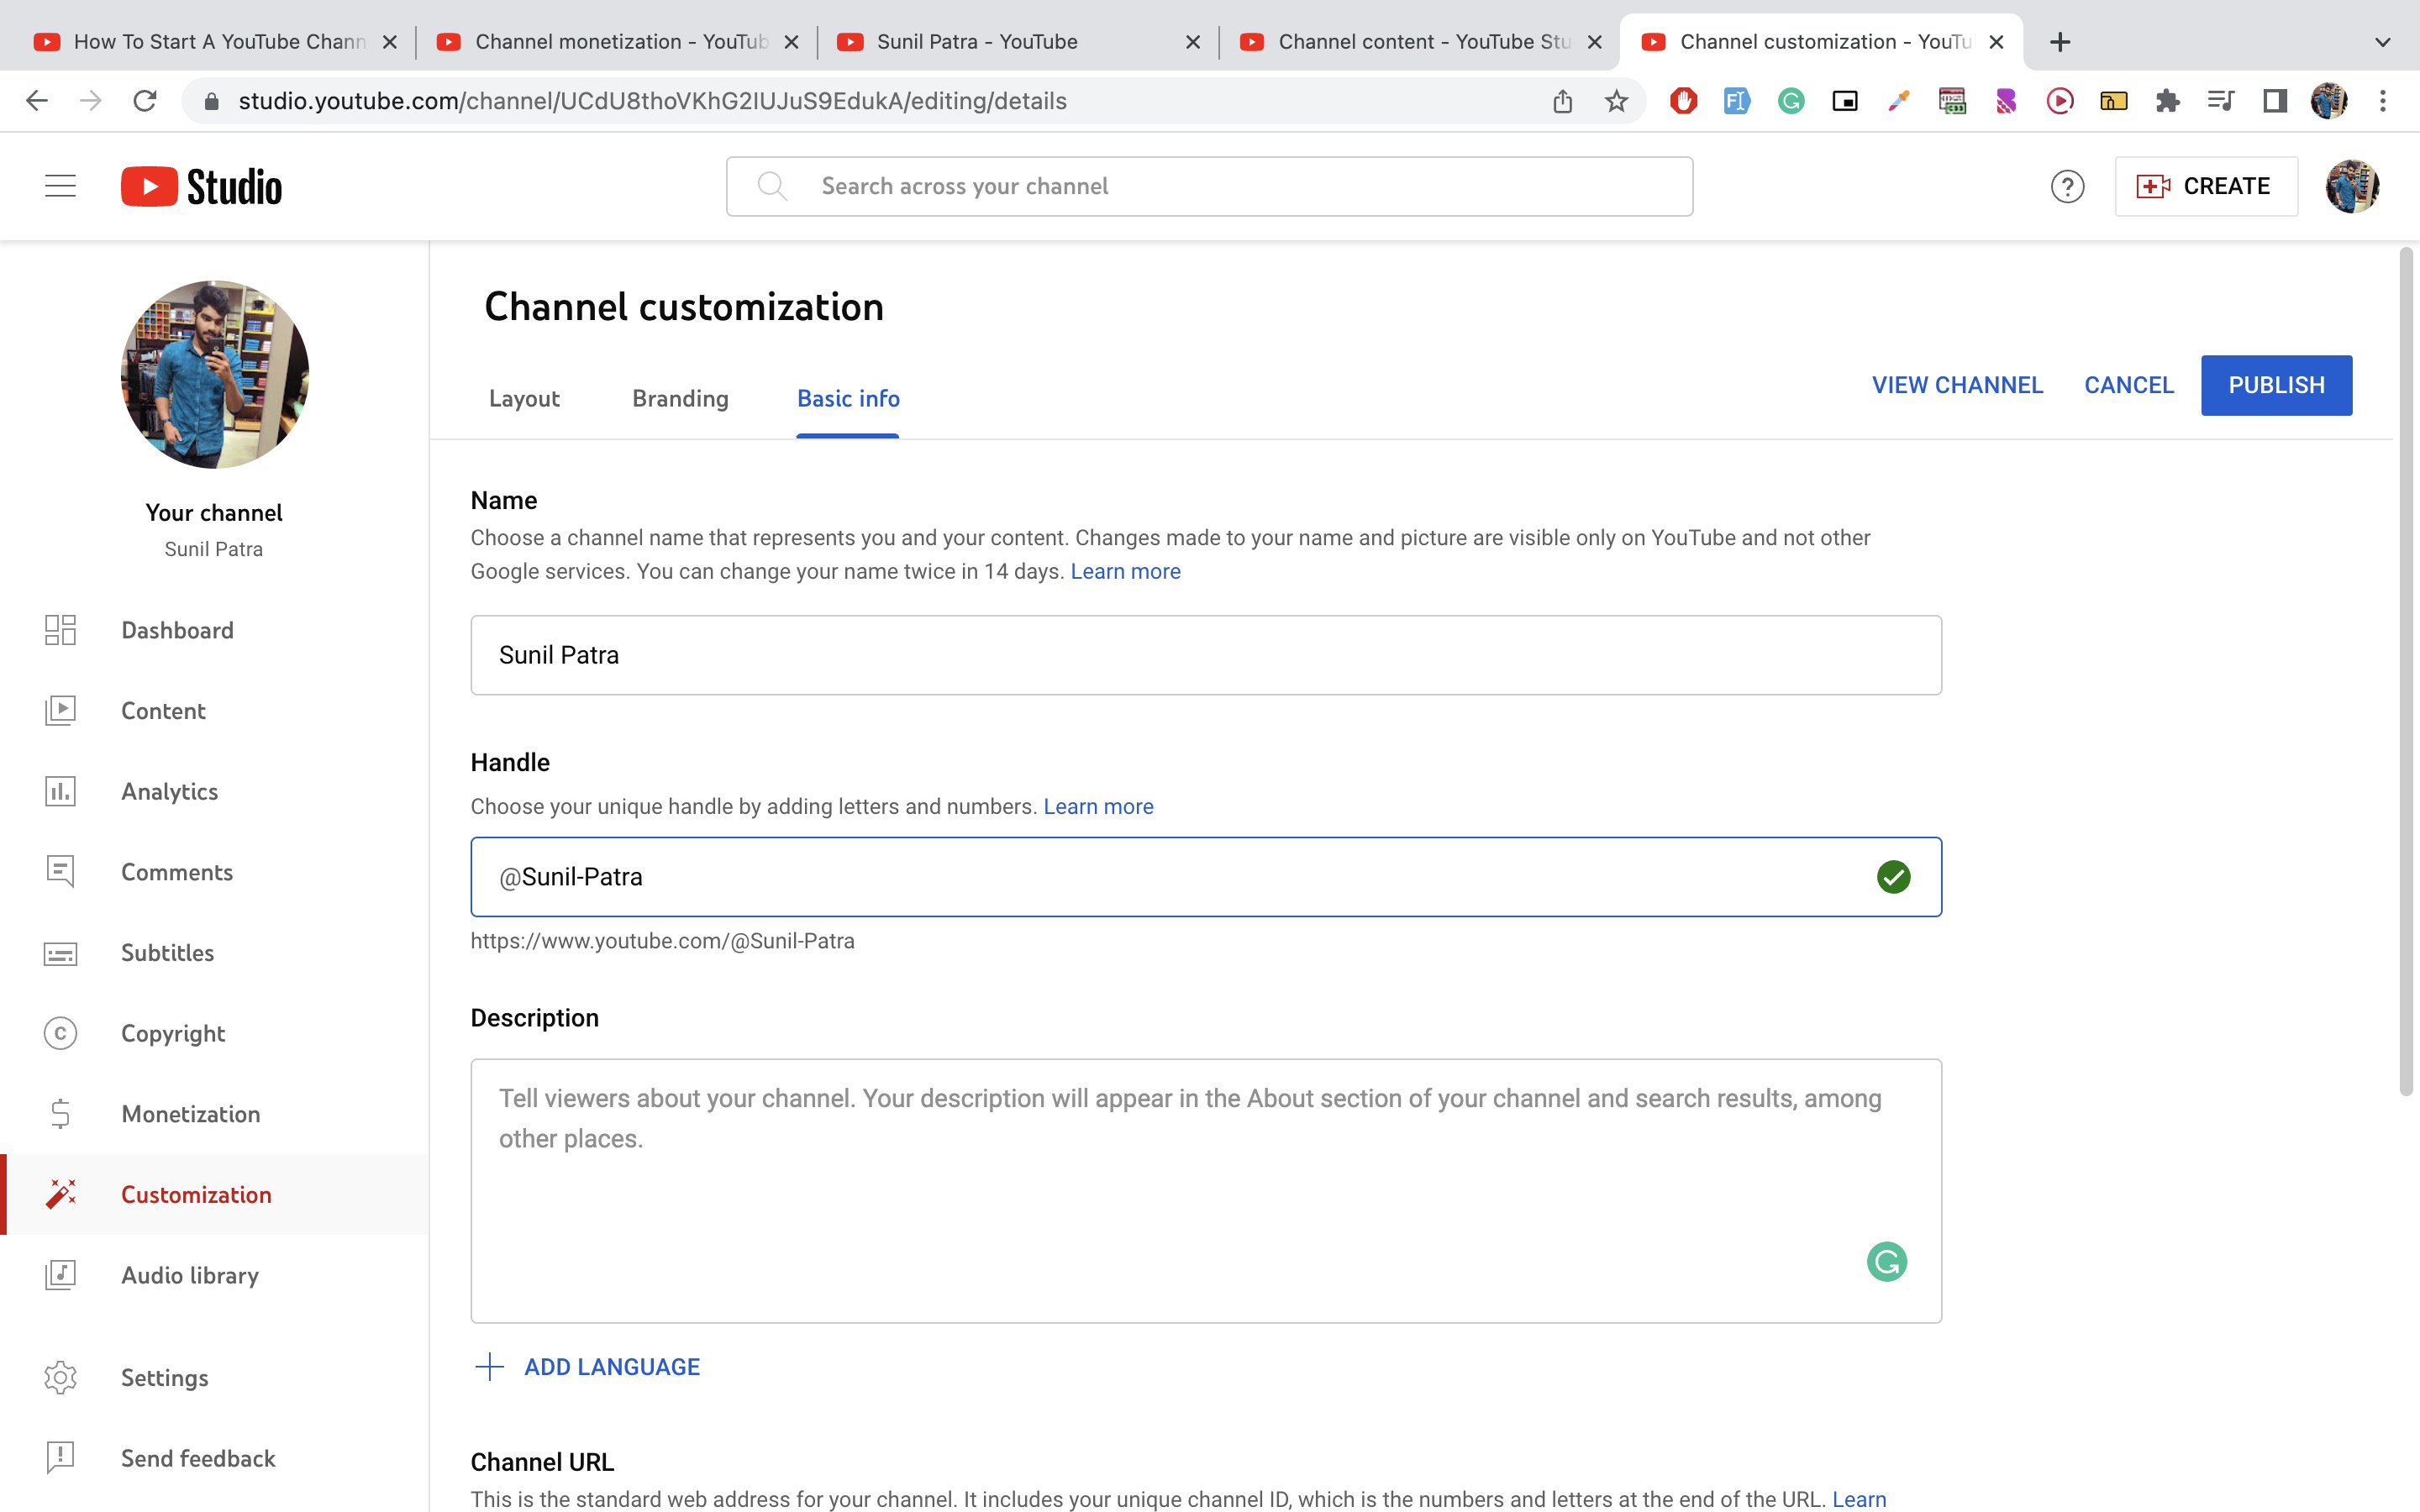 How To Start A YouTube Chann
Channel monetization - YouTub
Sunil Patra - YouTube
Channel content - YouTube Stu
Channel customization - YouTu
studio.youtube.com/channel/UCdU8thoVKhG2IUJuS9EdukA/editing/details
Studio
Search across your channel
CREATE
Your channel
Sunil Patra
Dashboard
Content
Analytics
Comments
Subtitles
Copyright
Monetization
Customization
Audio library
Settings
Send feedback
Channel customization
Layout Branding Basic info
VIEW CHANNEL CANCEL PUBLISH
Name
Choose a channel name that represents you and your content. Changes made to your name and picture are visible only on YouTube and not other
Google services. You can change your name twice in 14 days. Learn more
Sunil Patra
Handle
Choose your unique handle by adding letters and numbers. Learn more
@Sunil-Patra
https://www.youtube.com/@Sunil-Patra
Description
Tell viewers about your channel. Your description will appear in the About section of your channel and search results, among
other places.
ADD LANGUAGE
Channel URL
This is the standard web address for your channel. It includes your unique channel ID, which is the numbers and letters at the end of the URL. Learn